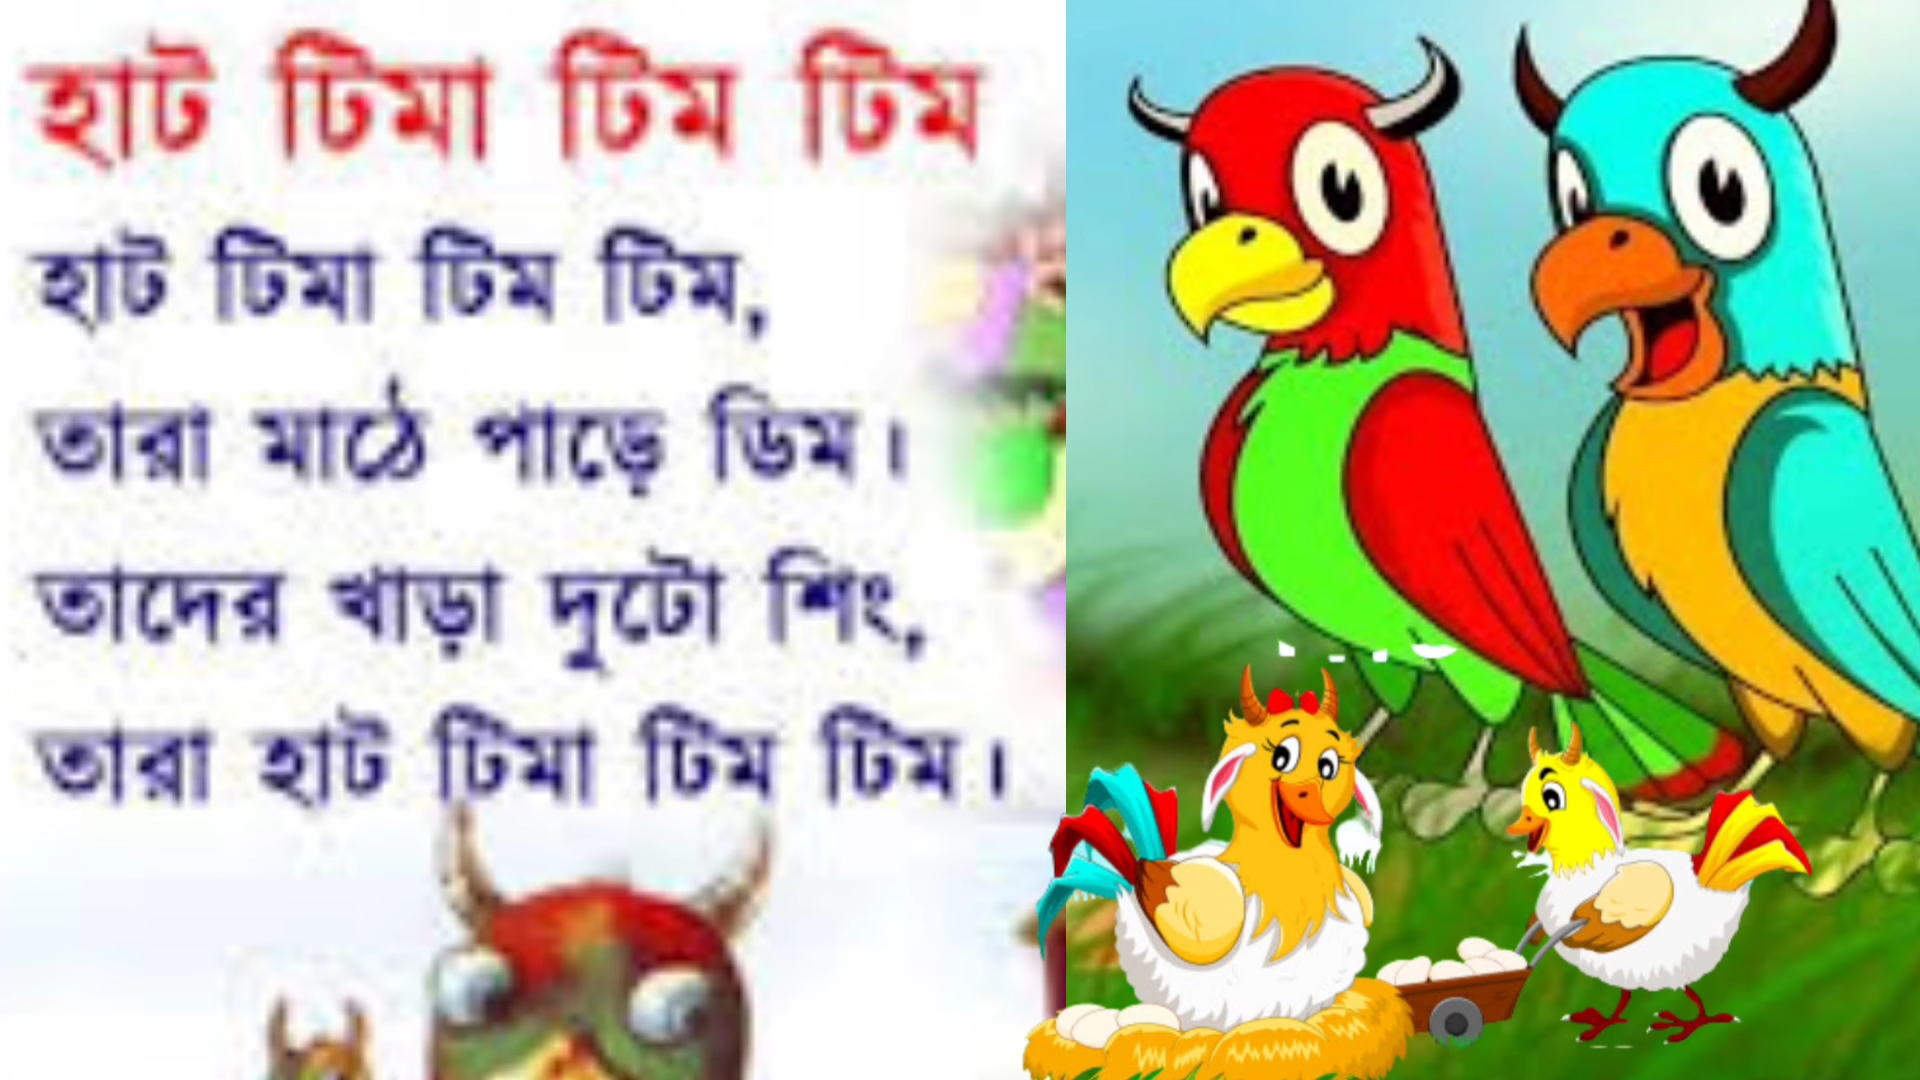 হাট টিমা টিম টিম
হাট টিমা টিম টিম,
তারা মাঠে পাড়ে ডিম।
তাদের খাড়া দুটো শিং,
তারা হাট টিমা টিম টিম।